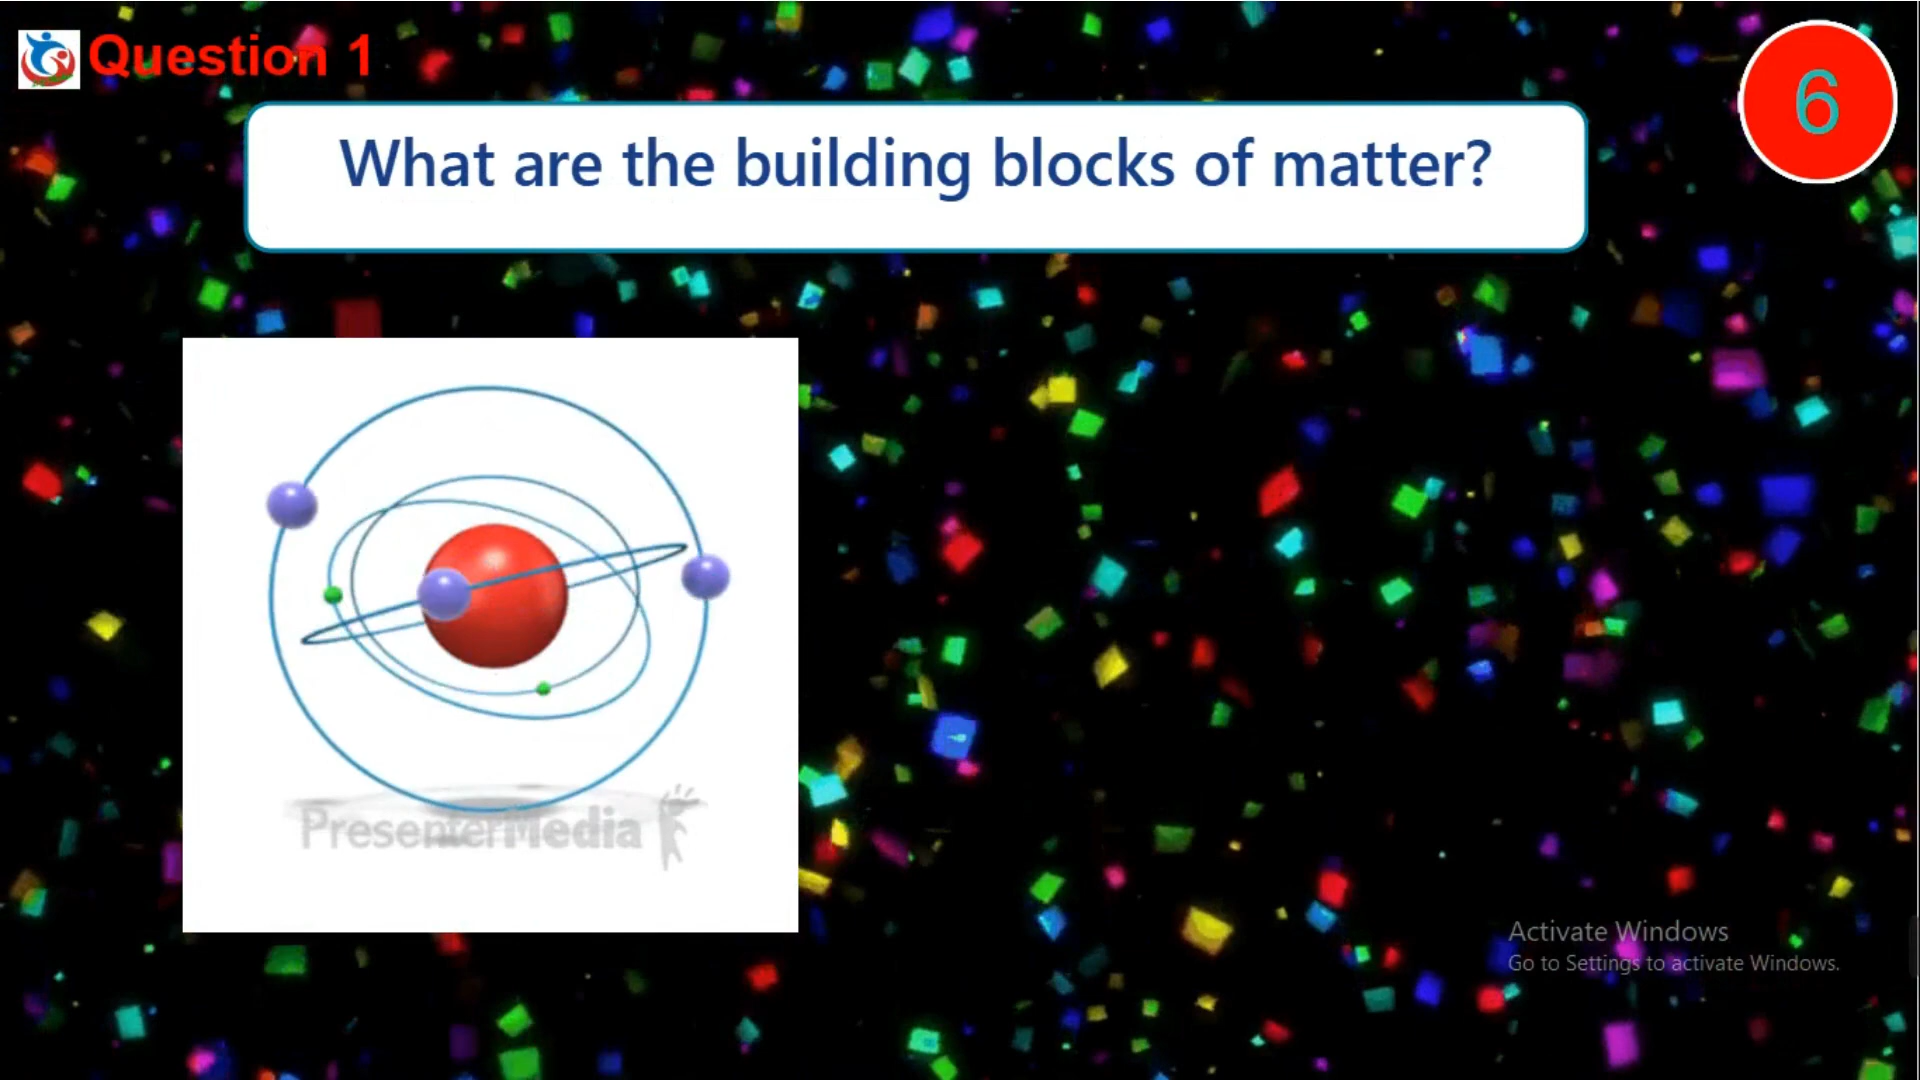 Question 1
6
What are the building blocks of matter?
PresenterMedia
Activate Windows
Go to Settings to activate Windows.